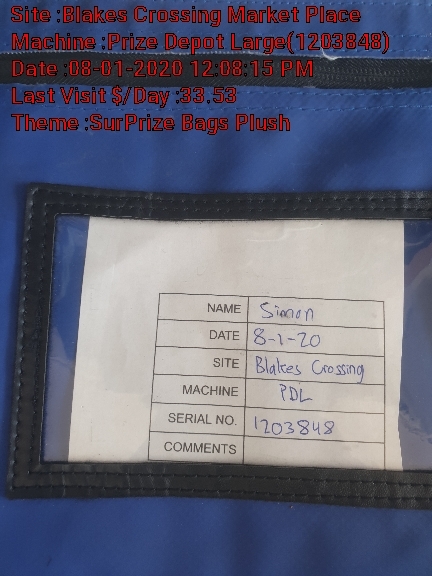 Site :Blakes Crossing Market Place
Machine :Prize Depot Large(1203848)
Date :08-01-2020 12:08:15 PM
Last Visit $/Day :33.53
Theme :SurPrize Bags Plush
NAME Simon
DATE 8-1-20
SITE Blakes Crossing
MACHINE PDL
SERIAL NO. 1203848
COMMENTS